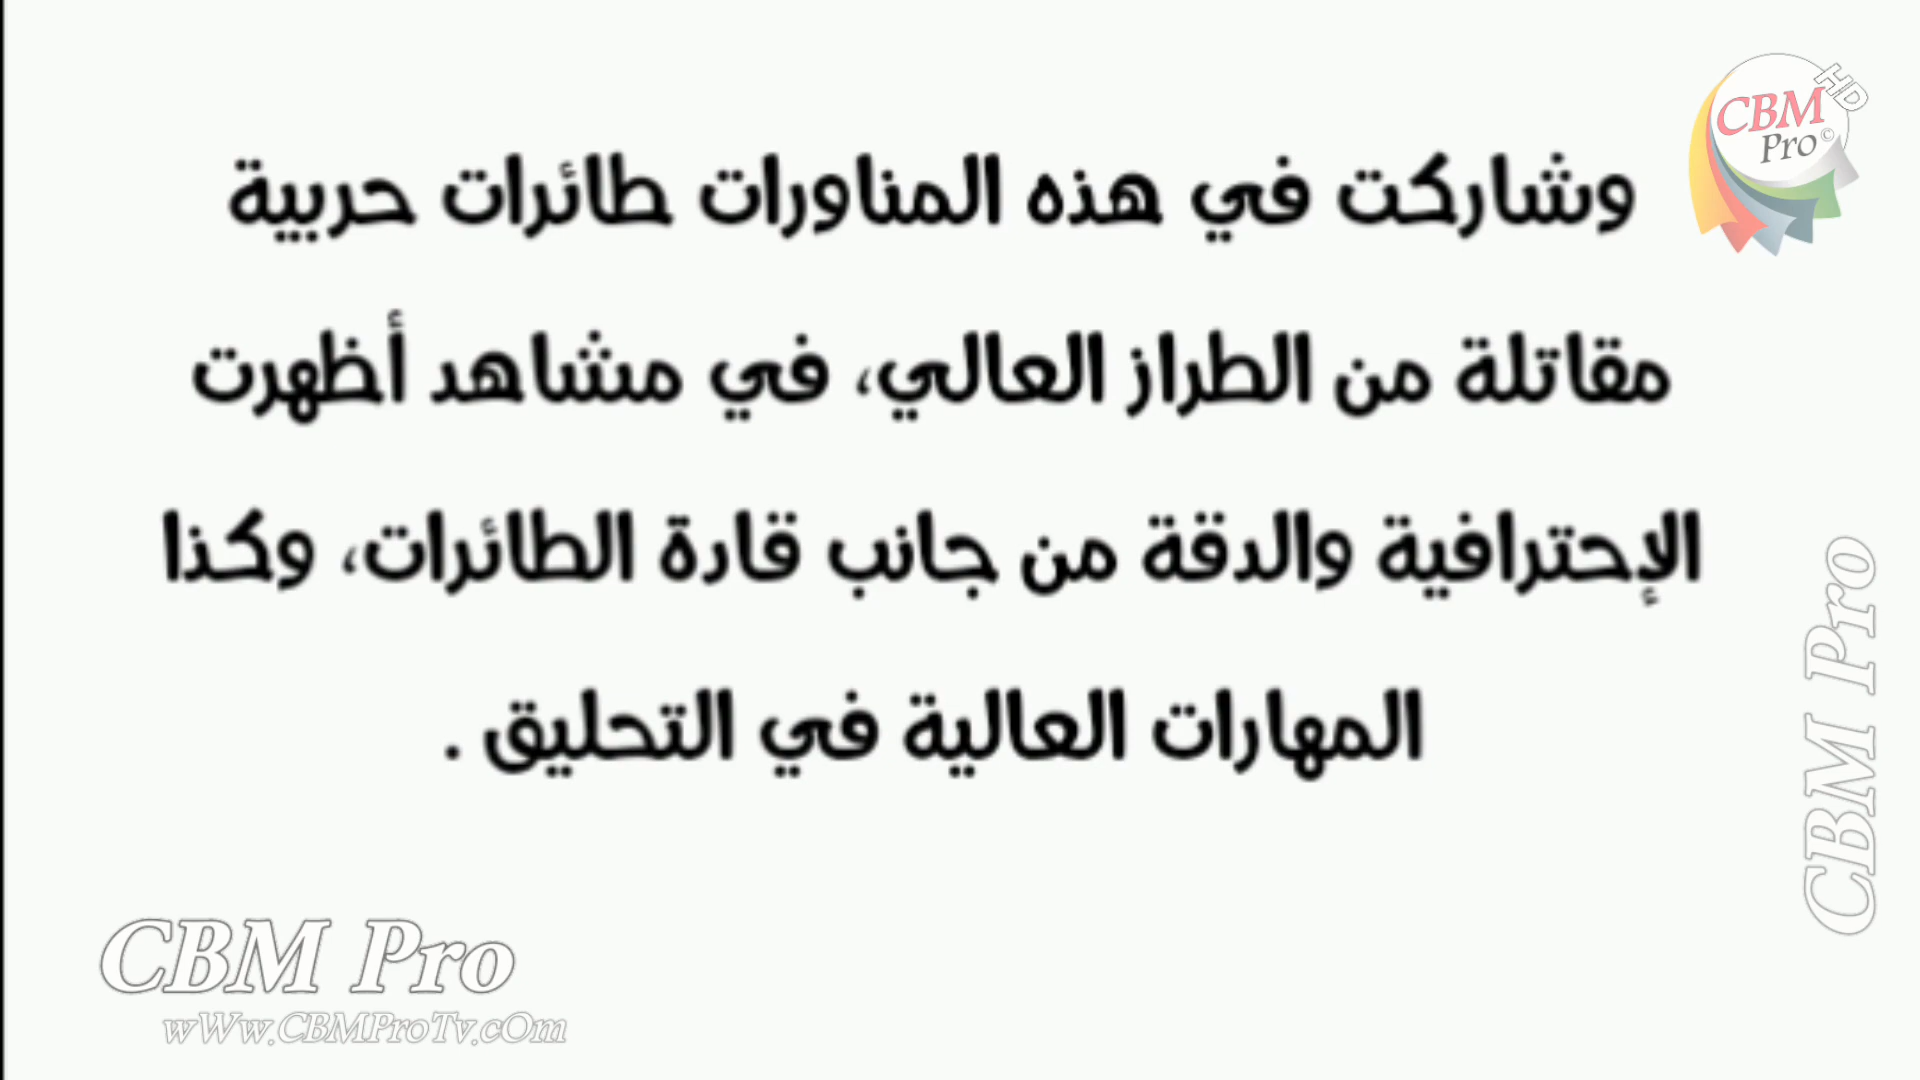 وشاركت في هذه المناورات طائرات حربية
مقاتلة من الطراز العالي، في مشاهد أظهرت
الإحترافية والدقة من جانب قادة الطائرات، وكذا
المهارات العالية في التحليق .
CBM
Pro©
HD
CBM Pro
CBM Pro
wWw.CBMProTv.cOm